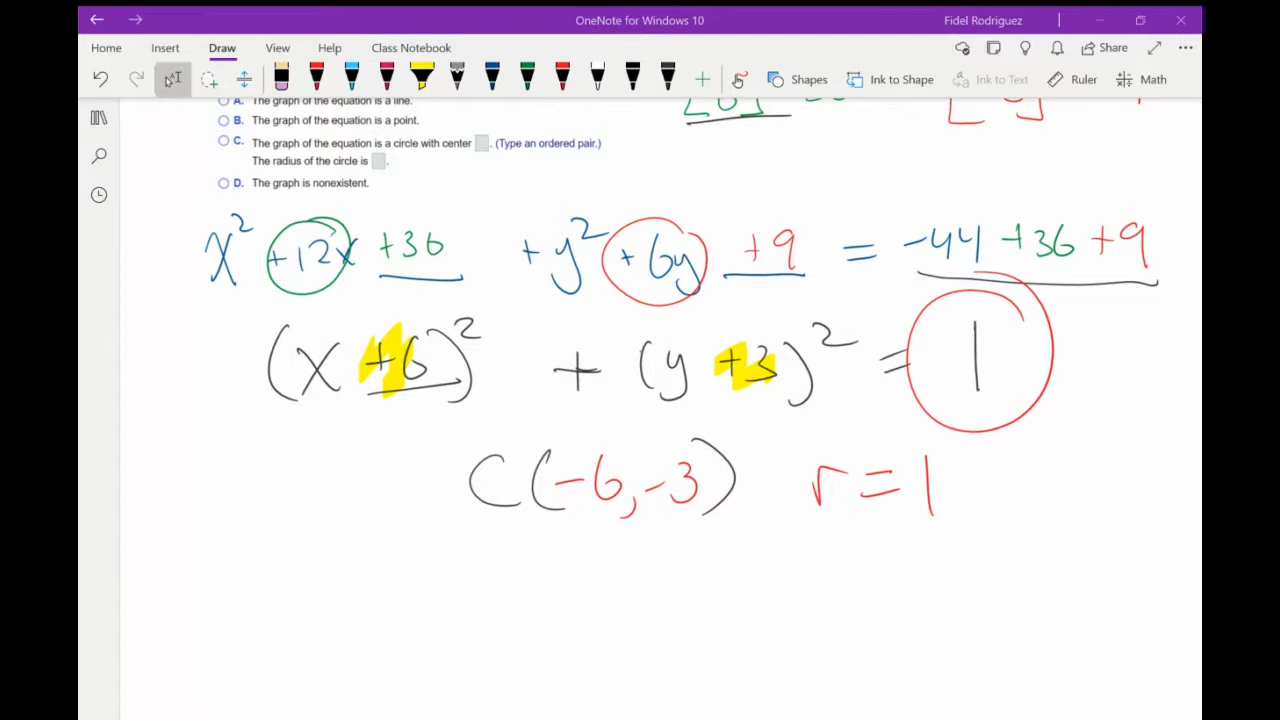 OneNote for Windows 10
Fidel Rodriguez
Home Insert Draw View Help Class Notebook Share
Shapes Ink to Shape Ink to Text Ruler Math
A. The graph of the equation is a line.
B. The graph of the equation is a point.
C. The graph of the equation is a circle with center . (Type an ordered pair.)
The radius of the circle is .
D. The graph is nonexistent.
x² +12x +36 + y² + 6y +9 = -44 +36 +9
(x +6)² + (y +3)² = 1
C(-6, -3) r = 1